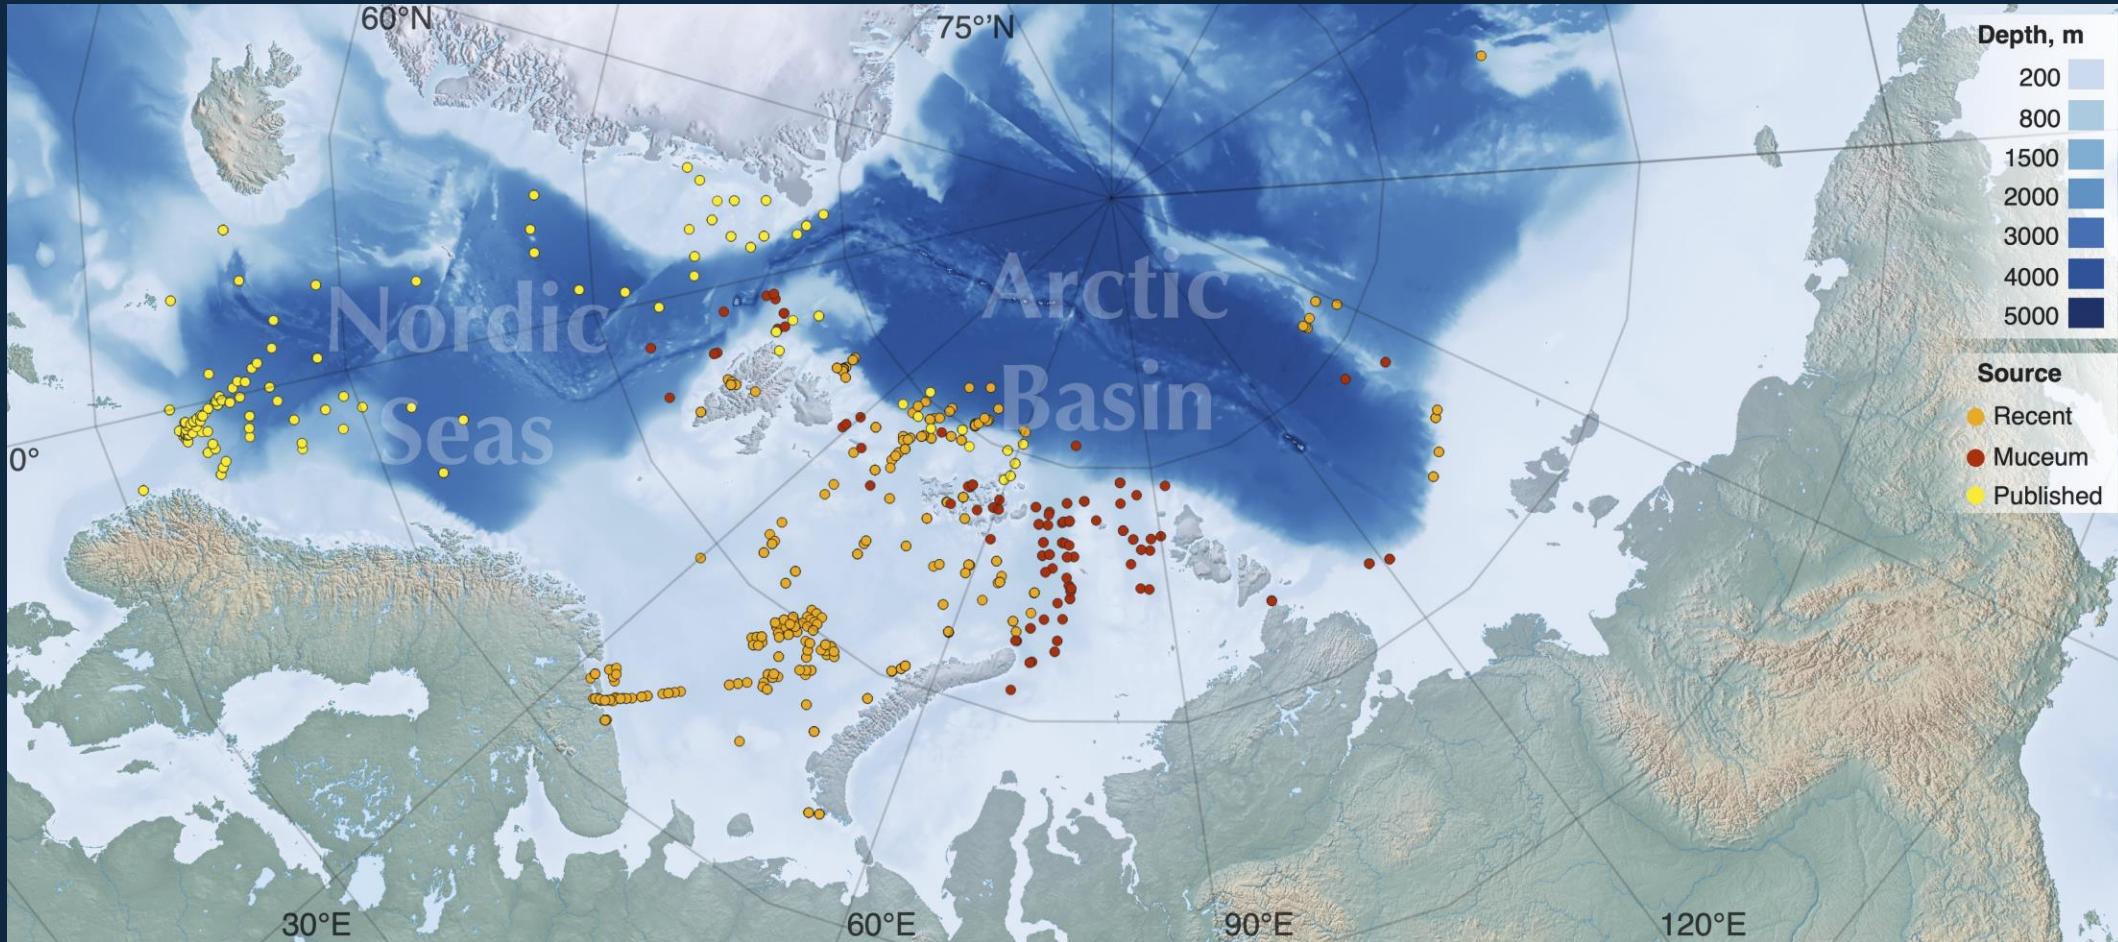 60°N
75°'N
Depth, m
200
800
1500
2000
3000
4000
5000
Source
Recent
Muceum
Published
Nordic
Seas
Arctic
Basin
0°
30°E
60°E
90°E
120°E